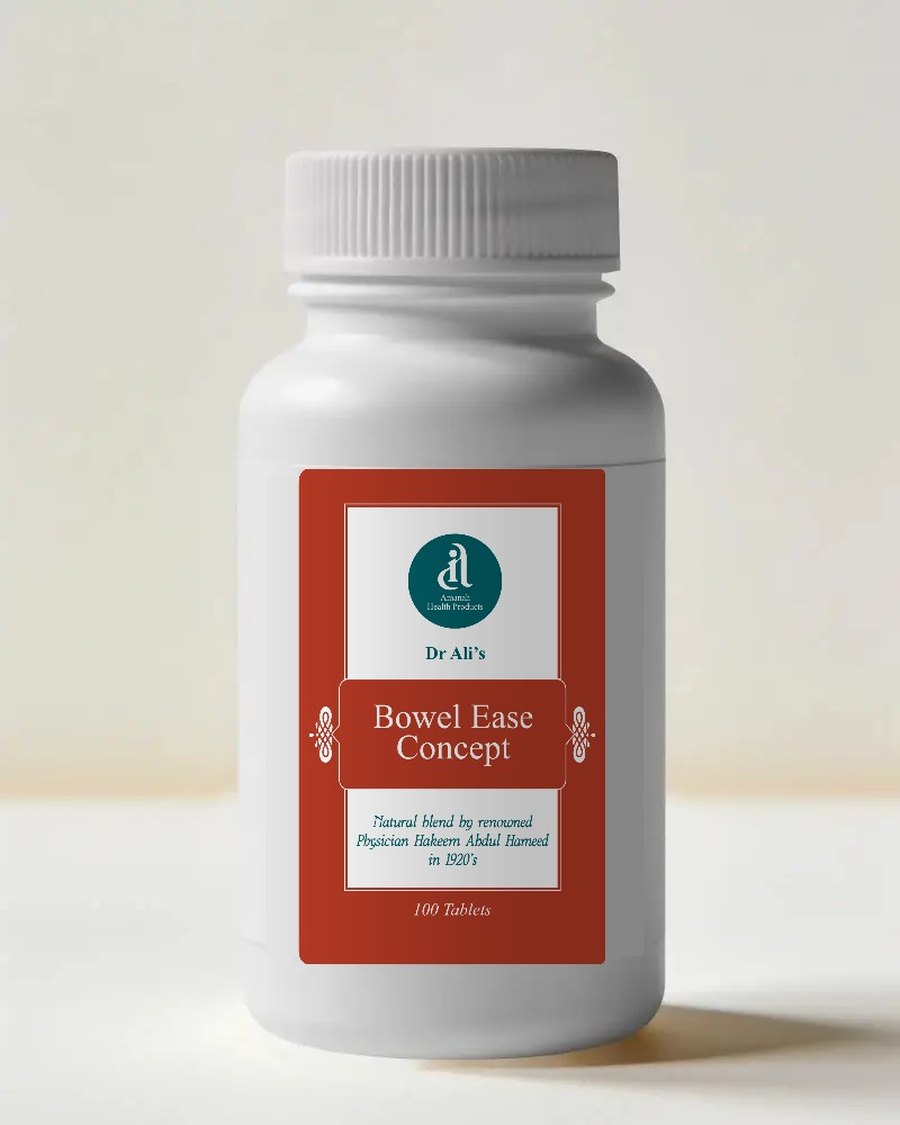 Amanah
Health Products
Dr Ali's
Bowel Ease
Concept
Natural blend by renowned
Physician Hakeem Abdul Hameed
in 1920's
100 Tablets